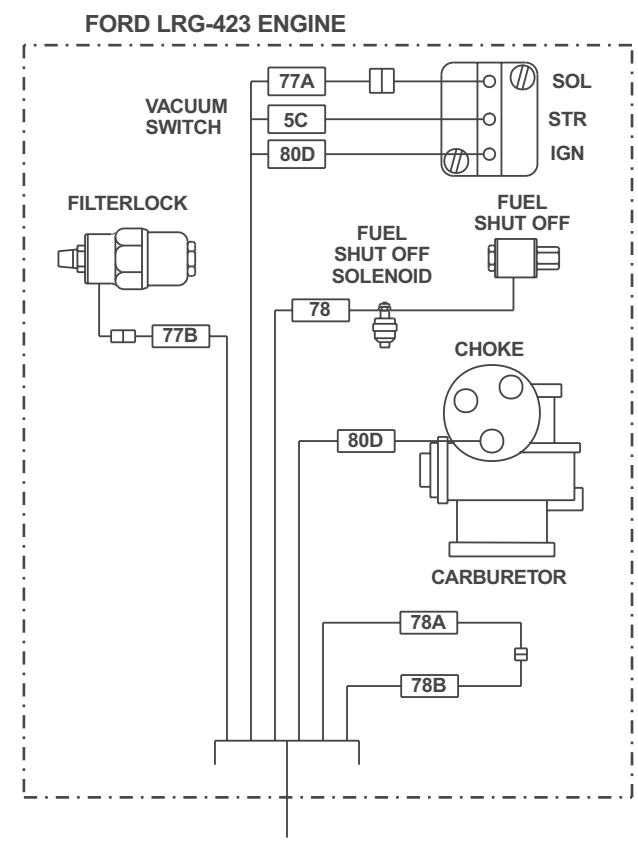 FORD LRG-423 ENGINE
77A
SOL
VACUUM
SWITCH
5C
STR
80D
IGN
FILTERLOCK
FUEL
SHUT OFF
FUEL
SHUT OFF
SOLENOID
78
77B
CHOKE
80D
CARBURETOR
78A
78B